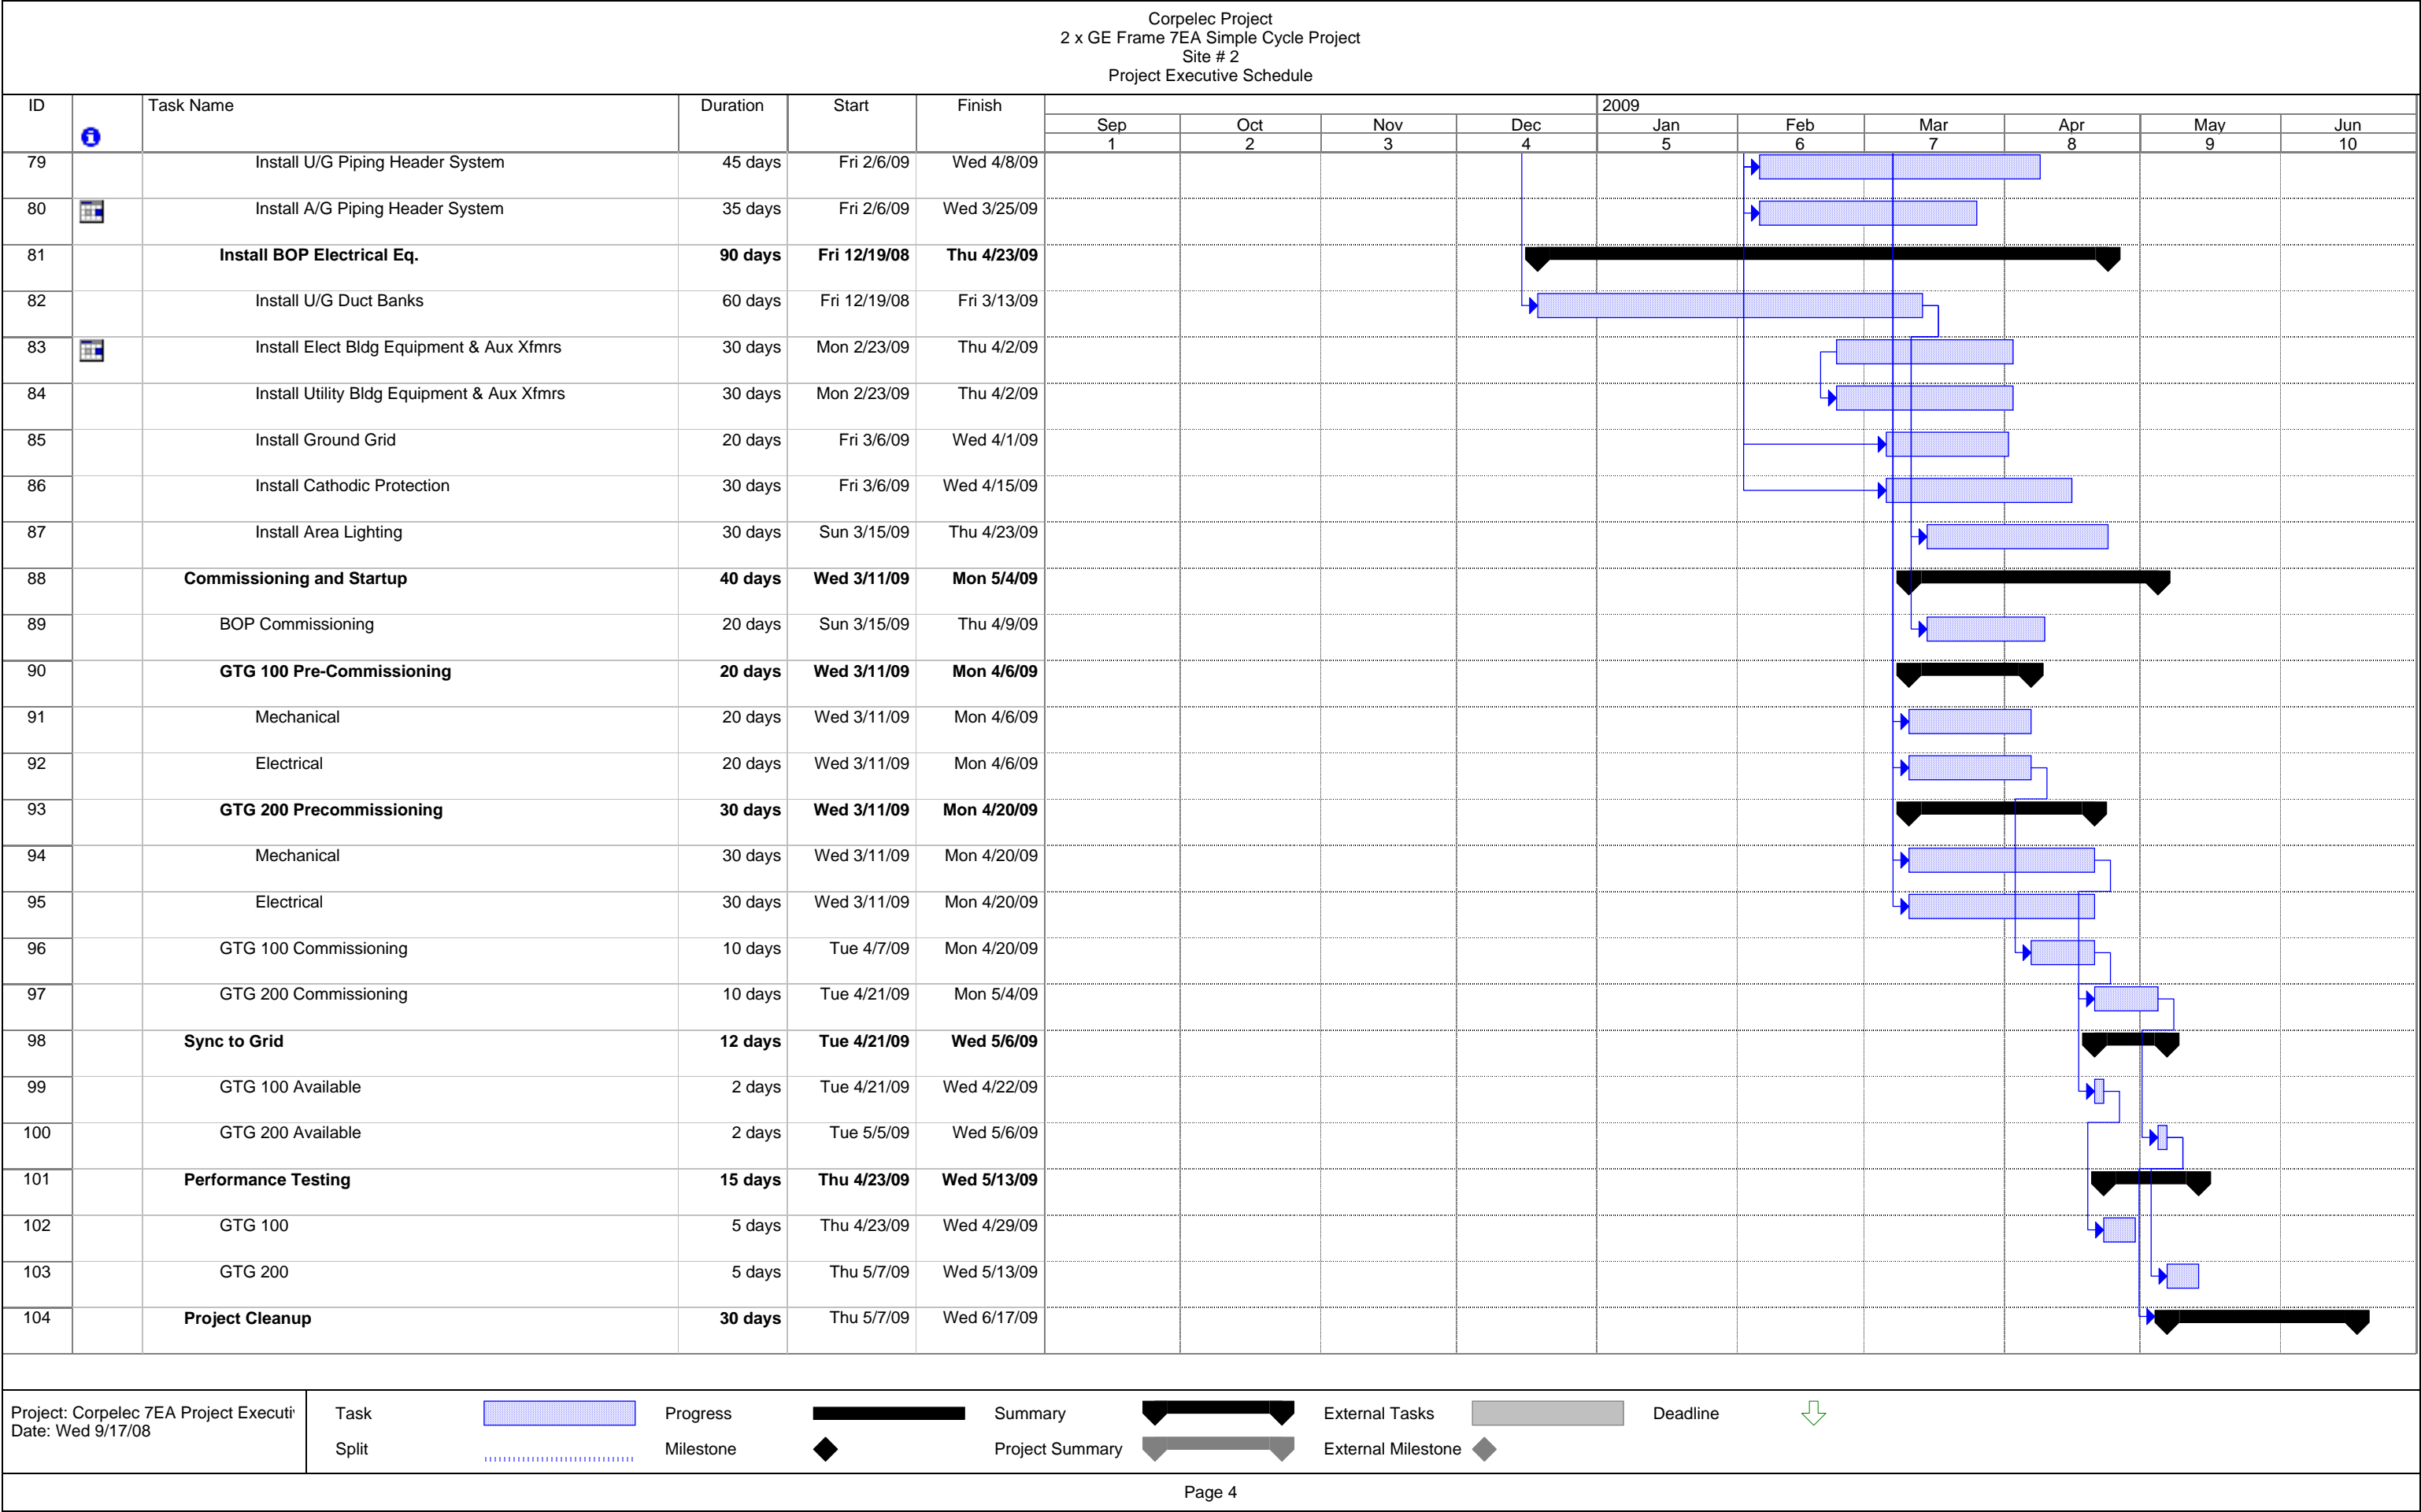 Corpelec Project
2 x GE Frame 7EA Simple Cycle Project
Site # 2
Project Executive Schedule
ID Task Name Duration Start Finish 2009
Sep Oct Nov Dec Jan Feb Mar Apr May Jun
1 2 3 4 5 6 7 8 9 10
79 Install U/G Piping Header System 45 days Fri 2/6/09 Wed 4/8/09
80 Install A/G Piping Header System 35 days Fri 2/6/09 Wed 3/25/09
81 Install BOP Electrical Eq. 90 days Fri 12/19/08 Thu 4/23/09
82 Install U/G Duct Banks 60 days Fri 12/19/08 Fri 3/13/09
83 Install Elect Bldg Equipment & Aux Xfmrs 30 days Mon 2/23/09 Thu 4/2/09
84 Install Utility Bldg Equipment & Aux Xfmrs 30 days Mon 2/23/09 Thu 4/2/09
85 Install Ground Grid 20 days Fri 3/6/09 Wed 4/1/09
86 Install Cathodic Protection 30 days Fri 3/6/09 Wed 4/15/09
87 Install Area Lighting 30 days Sun 3/15/09 Thu 4/23/09
88 Commissioning and Startup 40 days Wed 3/11/09 Mon 5/4/09
89 BOP Commissioning 20 days Sun 3/15/09 Thu 4/9/09
90 GTG 100 Pre-Commissioning 20 days Wed 3/11/09 Mon 4/6/09
91 Mechanical 20 days Wed 3/11/09 Mon 4/6/09
92 Electrical 20 days Wed 3/11/09 Mon 4/6/09
93 GTG 200 Precommissioning 30 days Wed 3/11/09 Mon 4/20/09
94 Mechanical 30 days Wed 3/11/09 Mon 4/20/09
95 Electrical 30 days Wed 3/11/09 Mon 4/20/09
96 GTG 100 Commissioning 10 days Tue 4/7/09 Mon 4/20/09
97 GTG 200 Commissioning 10 days Tue 4/21/09 Mon 5/4/09
98 Sync to Grid 12 days Tue 4/21/09 Wed 5/6/09
99 GTG 100 Available 2 days Tue 4/21/09 Wed 4/22/09
100 GTG 200 Available 2 days Tue 5/5/09 Wed 5/6/09
101 Performance Testing 15 days Thu 4/23/09 Wed 5/13/09
102 GTG 100 5 days Thu 4/23/09 Wed 4/29/09
103 GTG 200 5 days Thu 5/7/09 Wed 5/13/09
104 Project Cleanup 30 days Thu 5/7/09 Wed 6/17/09
Project: Corpelec 7EA Project Executi
Date: Wed 9/17/08
Task Progress Summary External Tasks Deadline
Split Milestone Project Summary External Milestone
Page 4